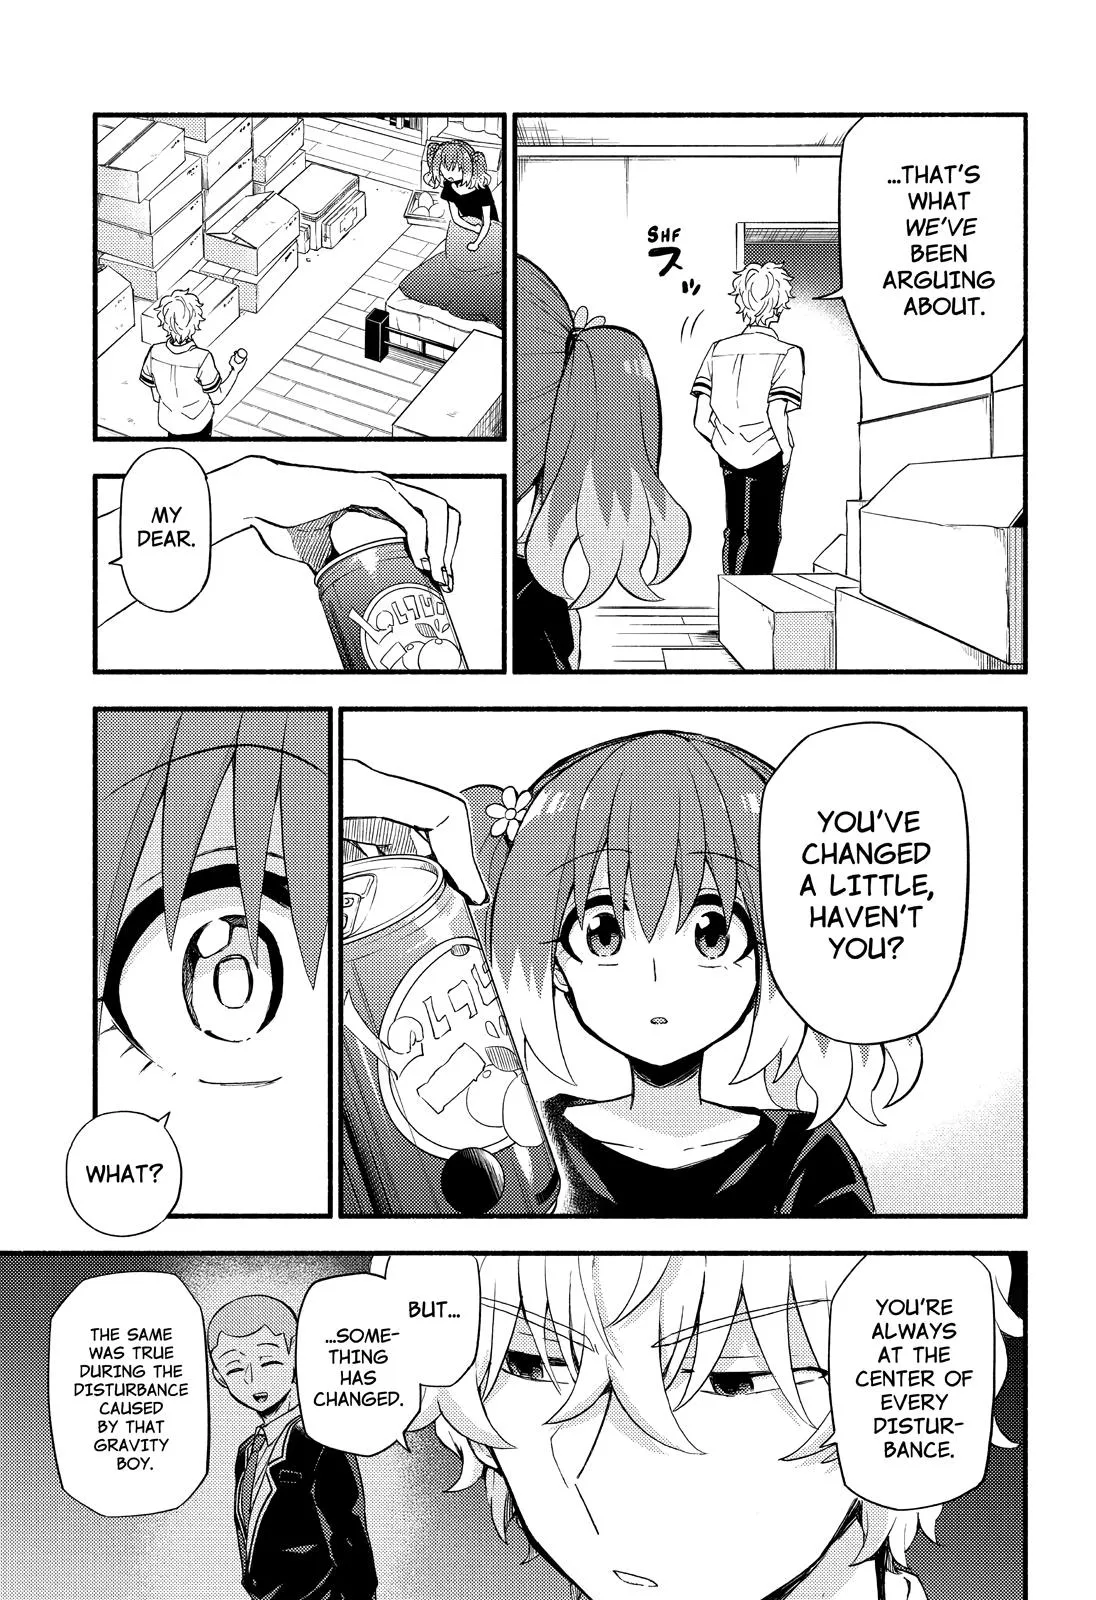 ...THAT'S
WHAT
WE'VE
BEEN
ARGUING
ABOUT.
SHF
スッ
MY
DEAR.
YOU'VE
CHANGED
A LITTLE,
HAVEN'T
YOU?
WHAT?
YOU'RE
ALWAYS
AT THE
CENTER OF
EVERY
DISTUR-
BANCE.
BUT...
...SOME-
THING
HAS
CHANGED.
THE SAME
WAS TRUE
DURING THE
DISTURBANCE
CAUSED
BY THAT
GRAVITY
BOY.